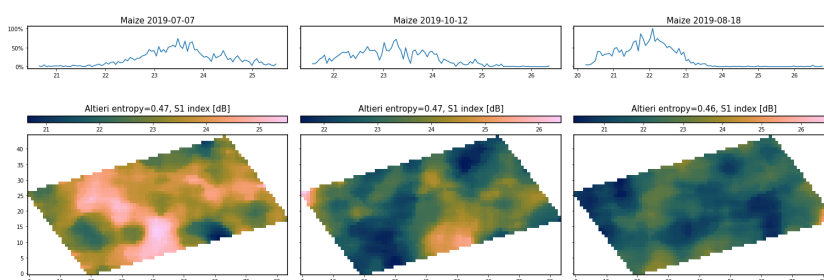 Maize 2019-07-07
Maize 2019-10-12
Maize 2019-08-18
100%
50%
0%
21 22 23 24 25
22 23 24 25 26
20 21 22 23 24 25 26
Altieri entropy=0.47, S1 index [dB]
Altieri entropy=0.47, S1 index [dB]
Altieri entropy=0.46, S1 index [dB]
21 22 23 24 25
22 23 24 25 26
21 22 23 24 25 26
40
35
30
25
20
15
10
5
0